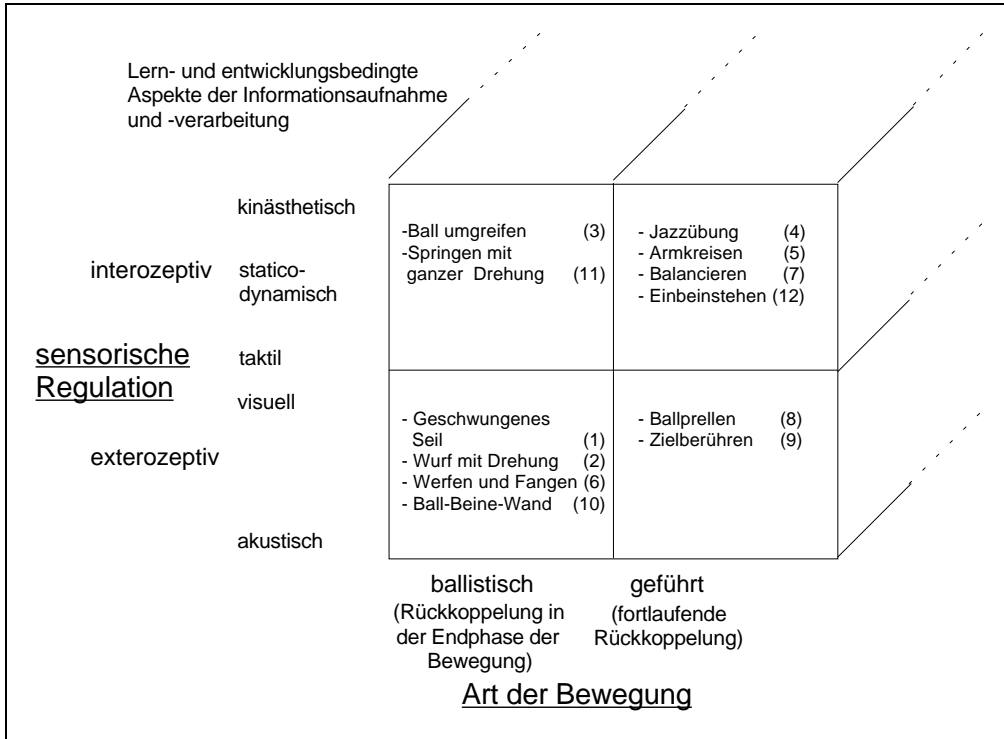 Lern- und entwicklungsbedingte
Aspekte der Informationsaufnahme
und -verarbeitung
kinästhetisch
interozeptiv
statico-
dynamisch
sensorische
Regulation
taktil
visuell
exterozeptiv
akustisch
-Ball umgreifen (3)
-Springen mit
ganzer Drehung (11)
- Jazzübung (4)
- Armkreisen (5)
- Balancieren (7)
- Einbeinstehen (12)
- Geschwungenes
Seil (1)
- Wurf mit Drehung (2)
- Werfen und Fangen (6)
- Ball-Beine-Wand (10)
- Ballprellen (8)
- Zielberühren (9)
ballistisch
(Rückkoppelung in
der Endphase der
Bewegung)
geführt
(fortlaufende
Rückkoppelung)
Art der Bewegung